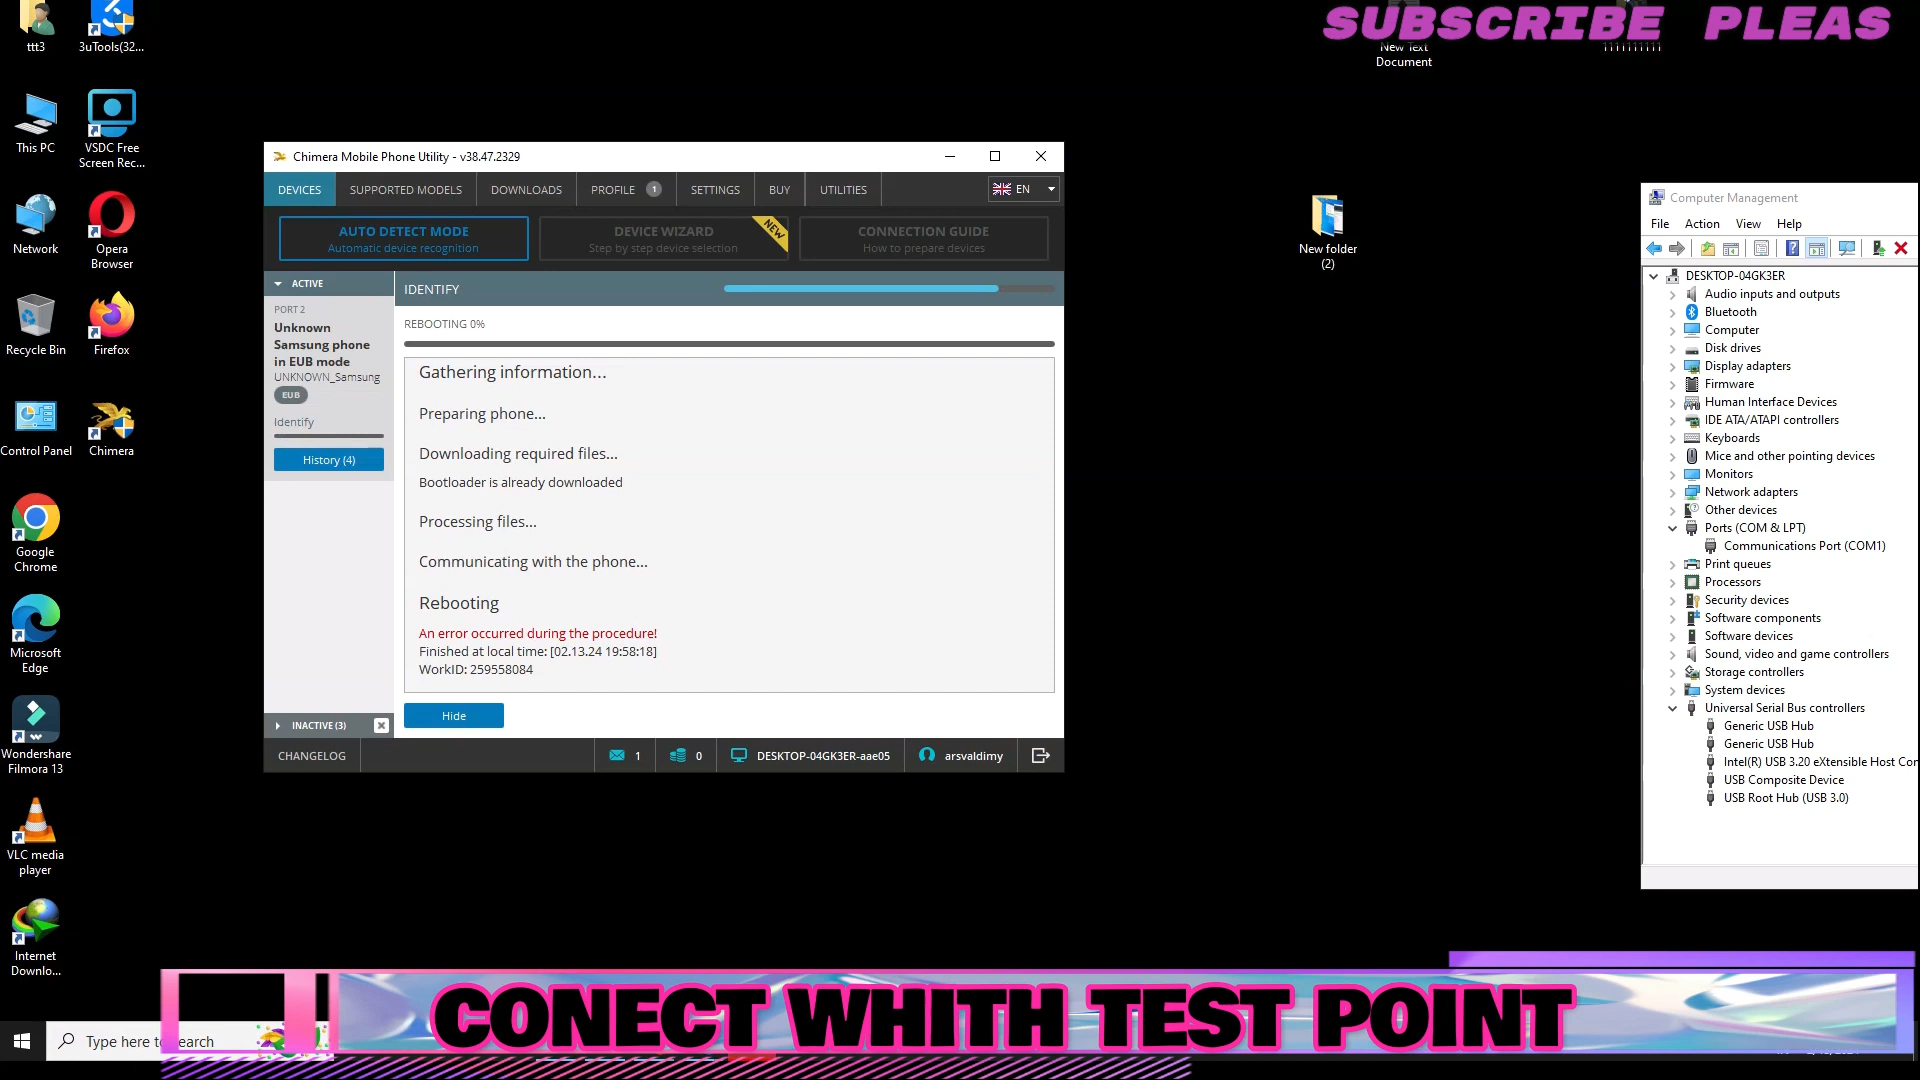 SUBSCRIBE PLEAS
ttt3
3uTools(32...
New Text
Document
This PC
VSDC Free
Screen Rec...
Network
Opera
Browser
Recycle Bin
Firefox
Control Panel
Chimera
Google
Chrome
Microsoft
Edge
Wondershare
Filmora 13
VLC media
player
Internet
Downlo...
New folder
(2)
Chimera Mobile Phone Utility - v38.47.2329
DEVICES
SUPPORTED MODELS
DOWNLOADS
PROFILE 1
SETTINGS
BUY
UTILITIES
EN
AUTO DETECT MODE
Automatic device recognition
DEVICE WIZARD
Step by step device selection
NEW
CONNECTION GUIDE
How to prepare devices
ACTIVE
PORT 2
Unknown
Samsung phone
in EUB mode
UNKNOWN_Samsung
EUB
Identify
History (4)
INACTIVE (3)
IDENTIFY
REBOOTING 0%
Gathering information...
Preparing phone...
Downloading required files...
Bootloader is already downloaded
Processing files...
Communicating with the phone...
Rebooting
An error occurred during the procedure!
Finished at local time: [02.13.24 19:58:18]
WorkID: 259558084
Hide
CHANGELOG
1
0
DESKTOP-04GK3ER-aae05
arsvaldimy
Computer Management
File Action View Help
DESKTOP-04GK3ER
Audio inputs and outputs
Bluetooth
Computer
Disk drives
Display adapters
Firmware
Human Interface Devices
IDE ATA/ATAPI controllers
Keyboards
Mice and other pointing devices
Monitors
Network adapters
Other devices
Ports (COM & LPT)
Communications Port (COM1)
Print queues
Processors
Security devices
Software components
Software devices
Sound, video and game controllers
Storage controllers
System devices
Universal Serial Bus controllers
Generic USB Hub
Generic USB Hub
Intel(R) USB 3.20 eXtensible Host Cor
USB Composite Device
USB Root Hub (USB 3.0)
Type here to search
CONECT WHITH TEST POINT